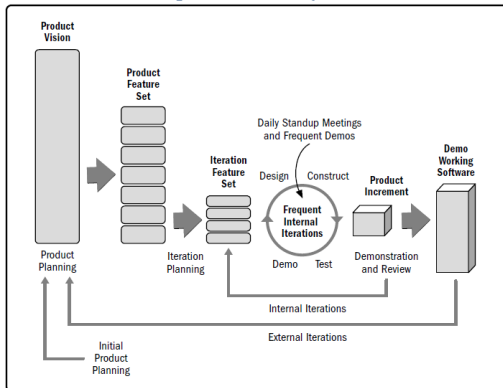 Product
Vision
Product
Feature
Set
Daily Standup Meetings
and Frequent Demos
Iteration
Feature
Set
Design
Construct
Frequent
Internal
Iterations
Demo
Test
Product
Increment
Demo
Working
Software
Product
Planning
Iteration
Planning
Demonstration
and Review
Internal Iterations
External Iterations
Initial
Product
Planning